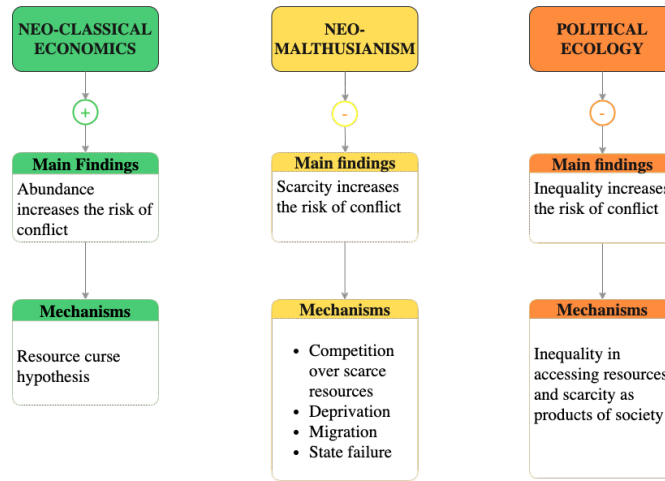 NEO-CLASSICAL
ECONOMICS
+
Main Findings
Abundance
increases the risk of
conflict
Mechanisms
Resource curse
hypothesis
NEO-
MALTHUSIANISM
-
Main findings
Scarcity increases
the risk of conflict
Mechanisms
• Competition
over scarce
resources
• Deprivation
• Migration
• State failure
POLITICAL
ECOLOGY
-
Main findings
Inequality increases
the risk of conflict
Mechanisms
Inequality in
accessing resources
and scarcity as
products of society